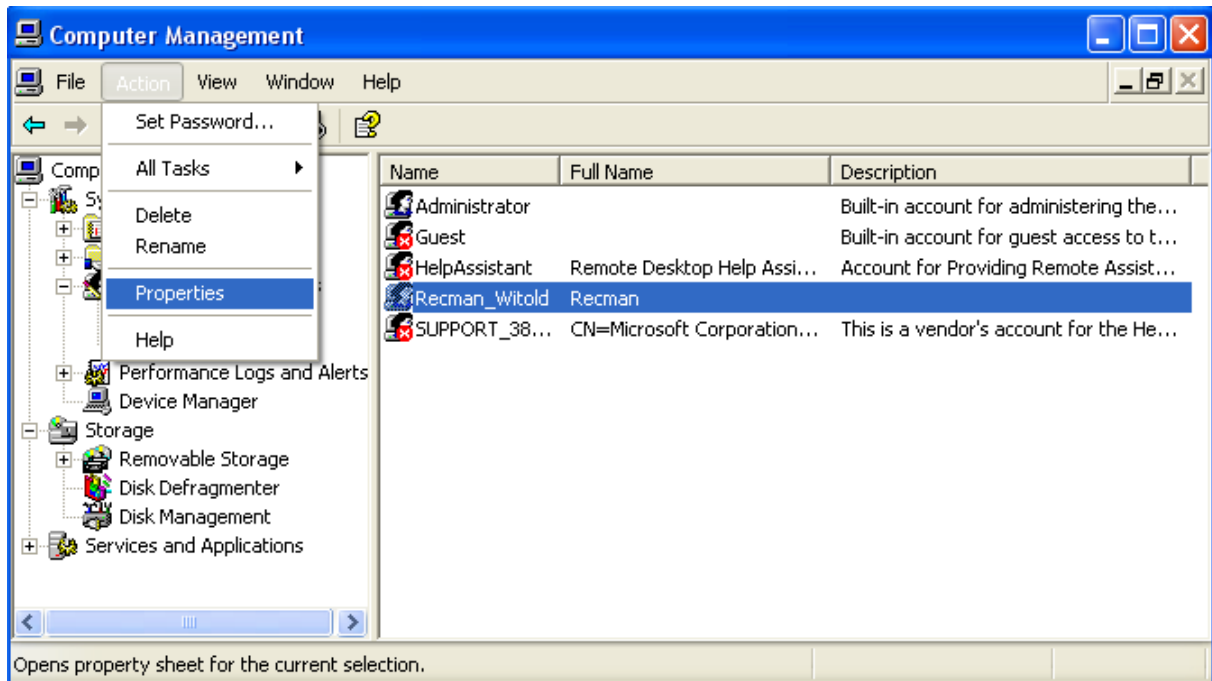 Computer Management
File Action View Window Help
Set Password...
All Tasks
Delete
Rename
Properties
Help
Comp
Sy
Performance Logs and Alerts
Device Manager
Storage
Removable Storage
Disk Defragmenter
Disk Management
Services and Applications
Name Full Name Description
Administrator Built-in account for administering the...
Guest Built-in account for guest access to t...
HelpAssistant Remote Desktop Help Assi... Account for Providing Remote Assist...
Recman_Witold Recman
SUPPORT_38... CN=Microsoft Corporation... This is a vendor's account for the He...
Opens property sheet for the current selection.